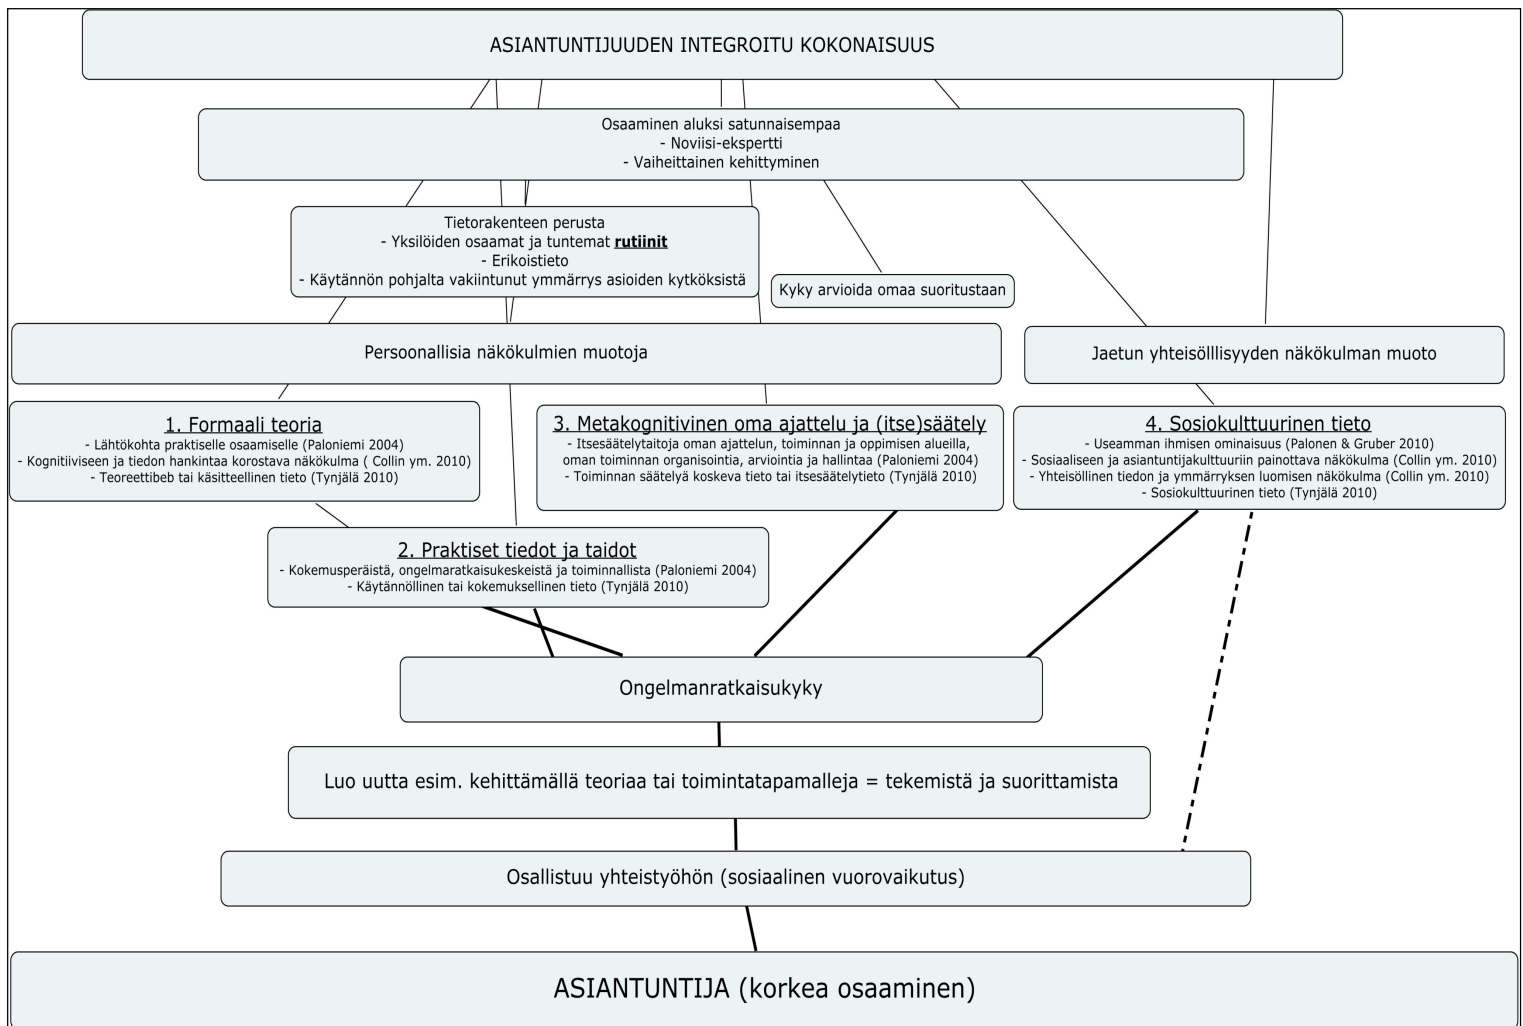 ASIANTUNTIJUUDEN INTEGROITU KOKONAISUUS
Osaaminen aluksi satunnaisempaa
- Noviisi-ekspertti
- Vaiheittainen kehittyminen
Tietorakenteen perusta
- Yksilöiden osaamat ja tuntemat rutiinit
- Erikoistieto
- Käytännön pohjalta vakiintunut ymmärrys asioiden kytköksistä
Kyky arvioida omaa suoritustaan
Persoonallisia näkökulmien muotoja
Jaetun yhteisölllisyyden näkökulman muoto
1. Formaali teoria
- Lähtökohta praktiselle osaamiselle (Paloniemi 2004)
- Kognitiiviseen ja tiedon hankintaa korostava näkökulma ( Collin ym. 2010)
- Teoreettibeb tai käsitteellinen tieto (Tynjälä 2010)
3. Metakognitivinen oma ajattelu ja (itse)säätely
- Itsesäätelytaitoja oman ajattelun, toiminnan ja oppimisen alueilla,
oman toiminnan organisointia, arviointia ja hallintaa (Paloniemi 2004)
- Toiminnan säätelyä koskeva tieto tai itsesäätelytieto (Tynjälä 2010)
4. Sosiokulttuurinen tieto
- Useamman ihmisen ominaisuus (Palonen & Gruber 2010)
- Sosiaaliseen ja asiantuntijakulttuuriin painottava näkökulma (Collin ym. 2010)
- Yhteisöllinen tiedon ja ymmärryksen luomisen näkökulma (Collin ym. 2010)
- Sosiokulttuurinen tieto (Tynjälä 2010)
2. Praktiset tiedot ja taidot
- Kokemusperäistä, ongelmaratkaisukeskeistä ja toiminnallista (Paloniemi 2004)
- Käytännöllinen tai kokemuksellinen tieto (Tynjälä 2010)
Ongelmanratkaisukyky
Luo uutta esim. kehittämällä teoriaa tai toimintatapamalleja = tekemistä ja suorittamista
Osallistuu yhteistyöhön (sosiaalinen vuorovaikutus)
ASIANTUNTIJA (korkea osaaminen)